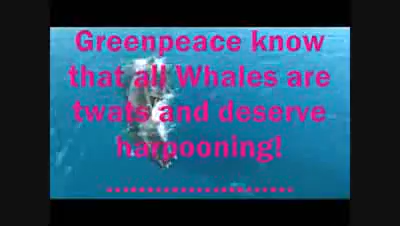 Greenpeace know
that all Whales are
twats and deserve
harpooning!
.......................